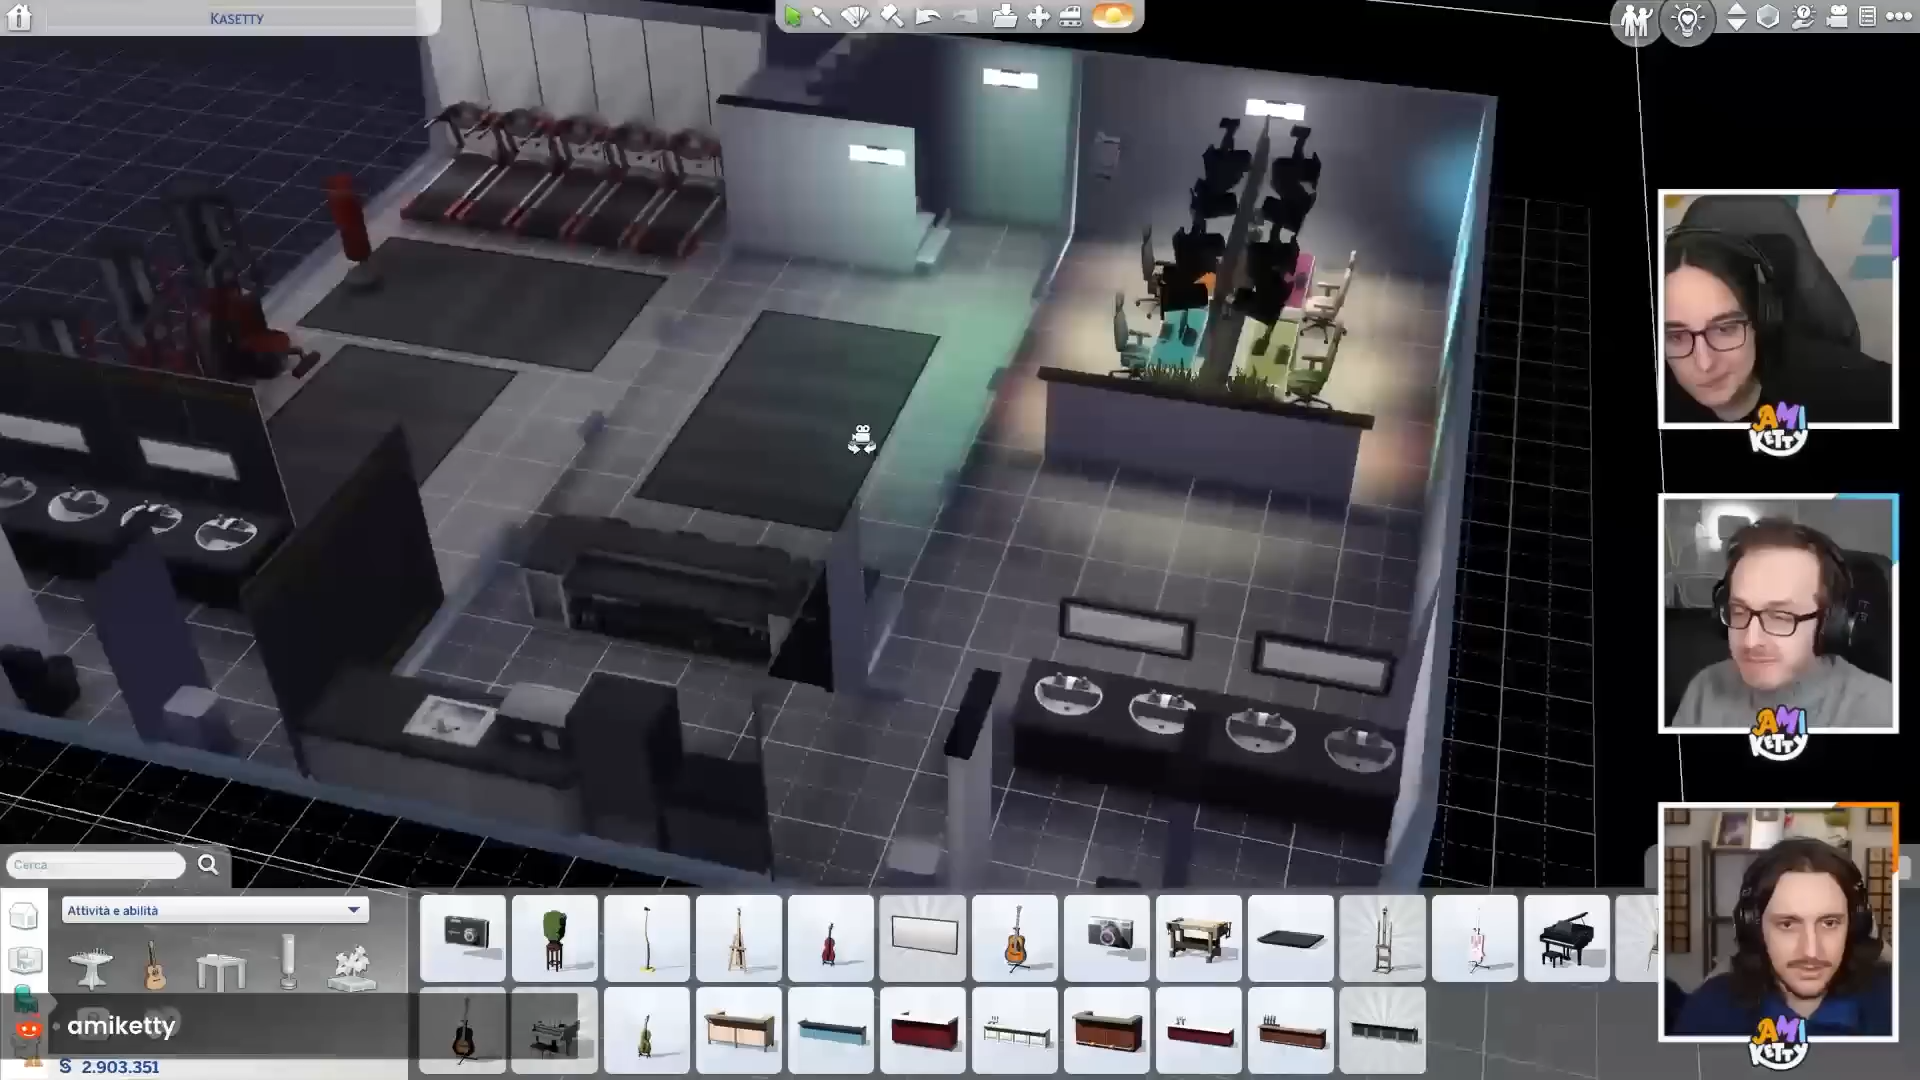 KASETTY
AMI
KETTY
AMI
KETTY
Cerca
Attività e abilità
amiketty
§ 2.903.351
AMI
KETTY